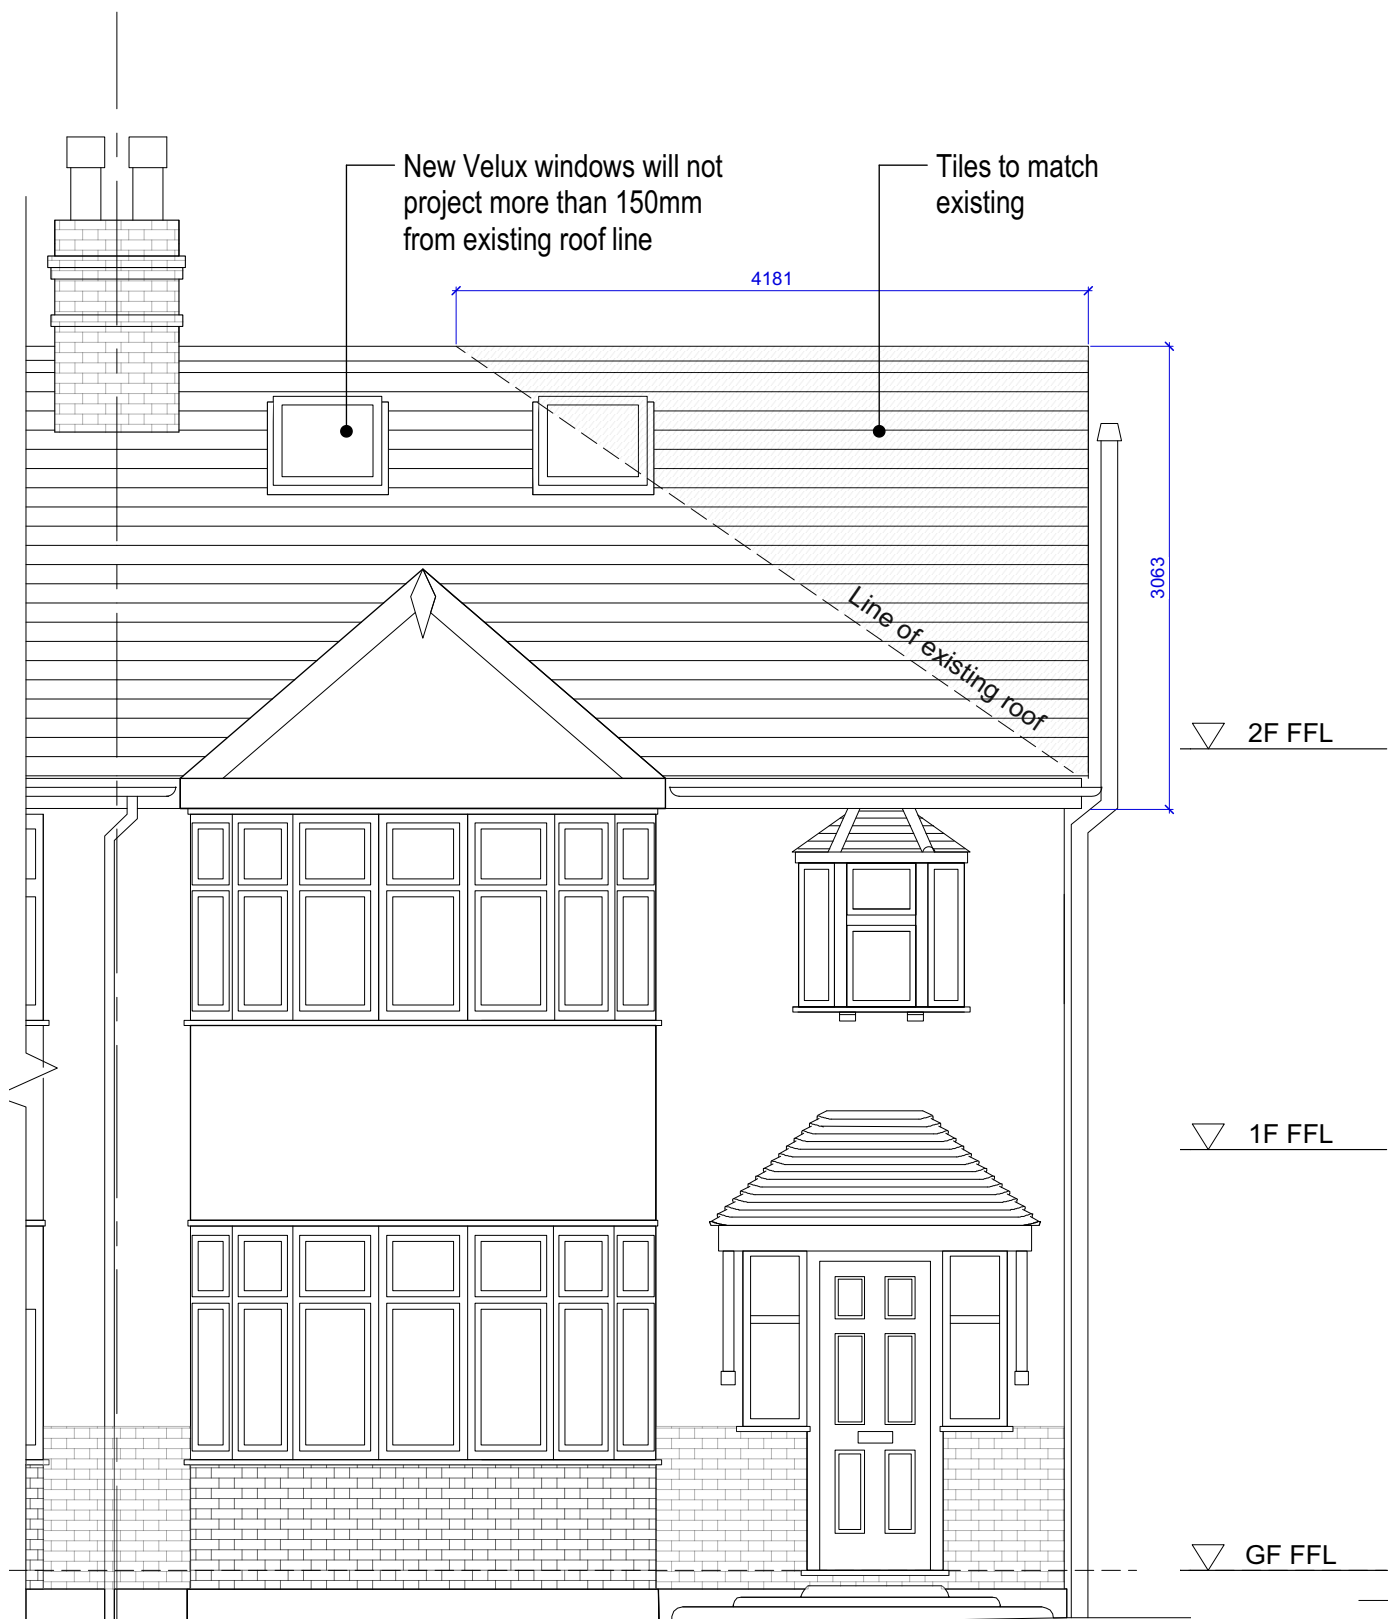 New Velux windows will not
project more than 150mm
from existing roof line
Tiles to match
existing
4181
3063
Line of existing roof
2F FFL
1F FFL
GF FFL